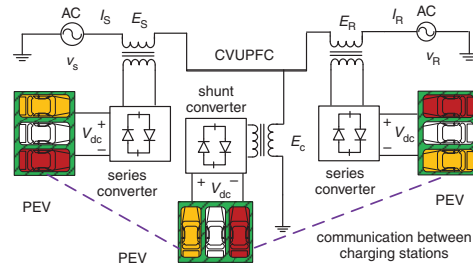 AC
I_S
E_S
E_R
I_R
AC
CVUPFC
v_s
v_R
shunt
converter
E_c
+
V_dc
−
+
V_dc
−
+ −
V_dc
series
converter
series
converter
PEV
PEV
PEV
communication between
charging stations